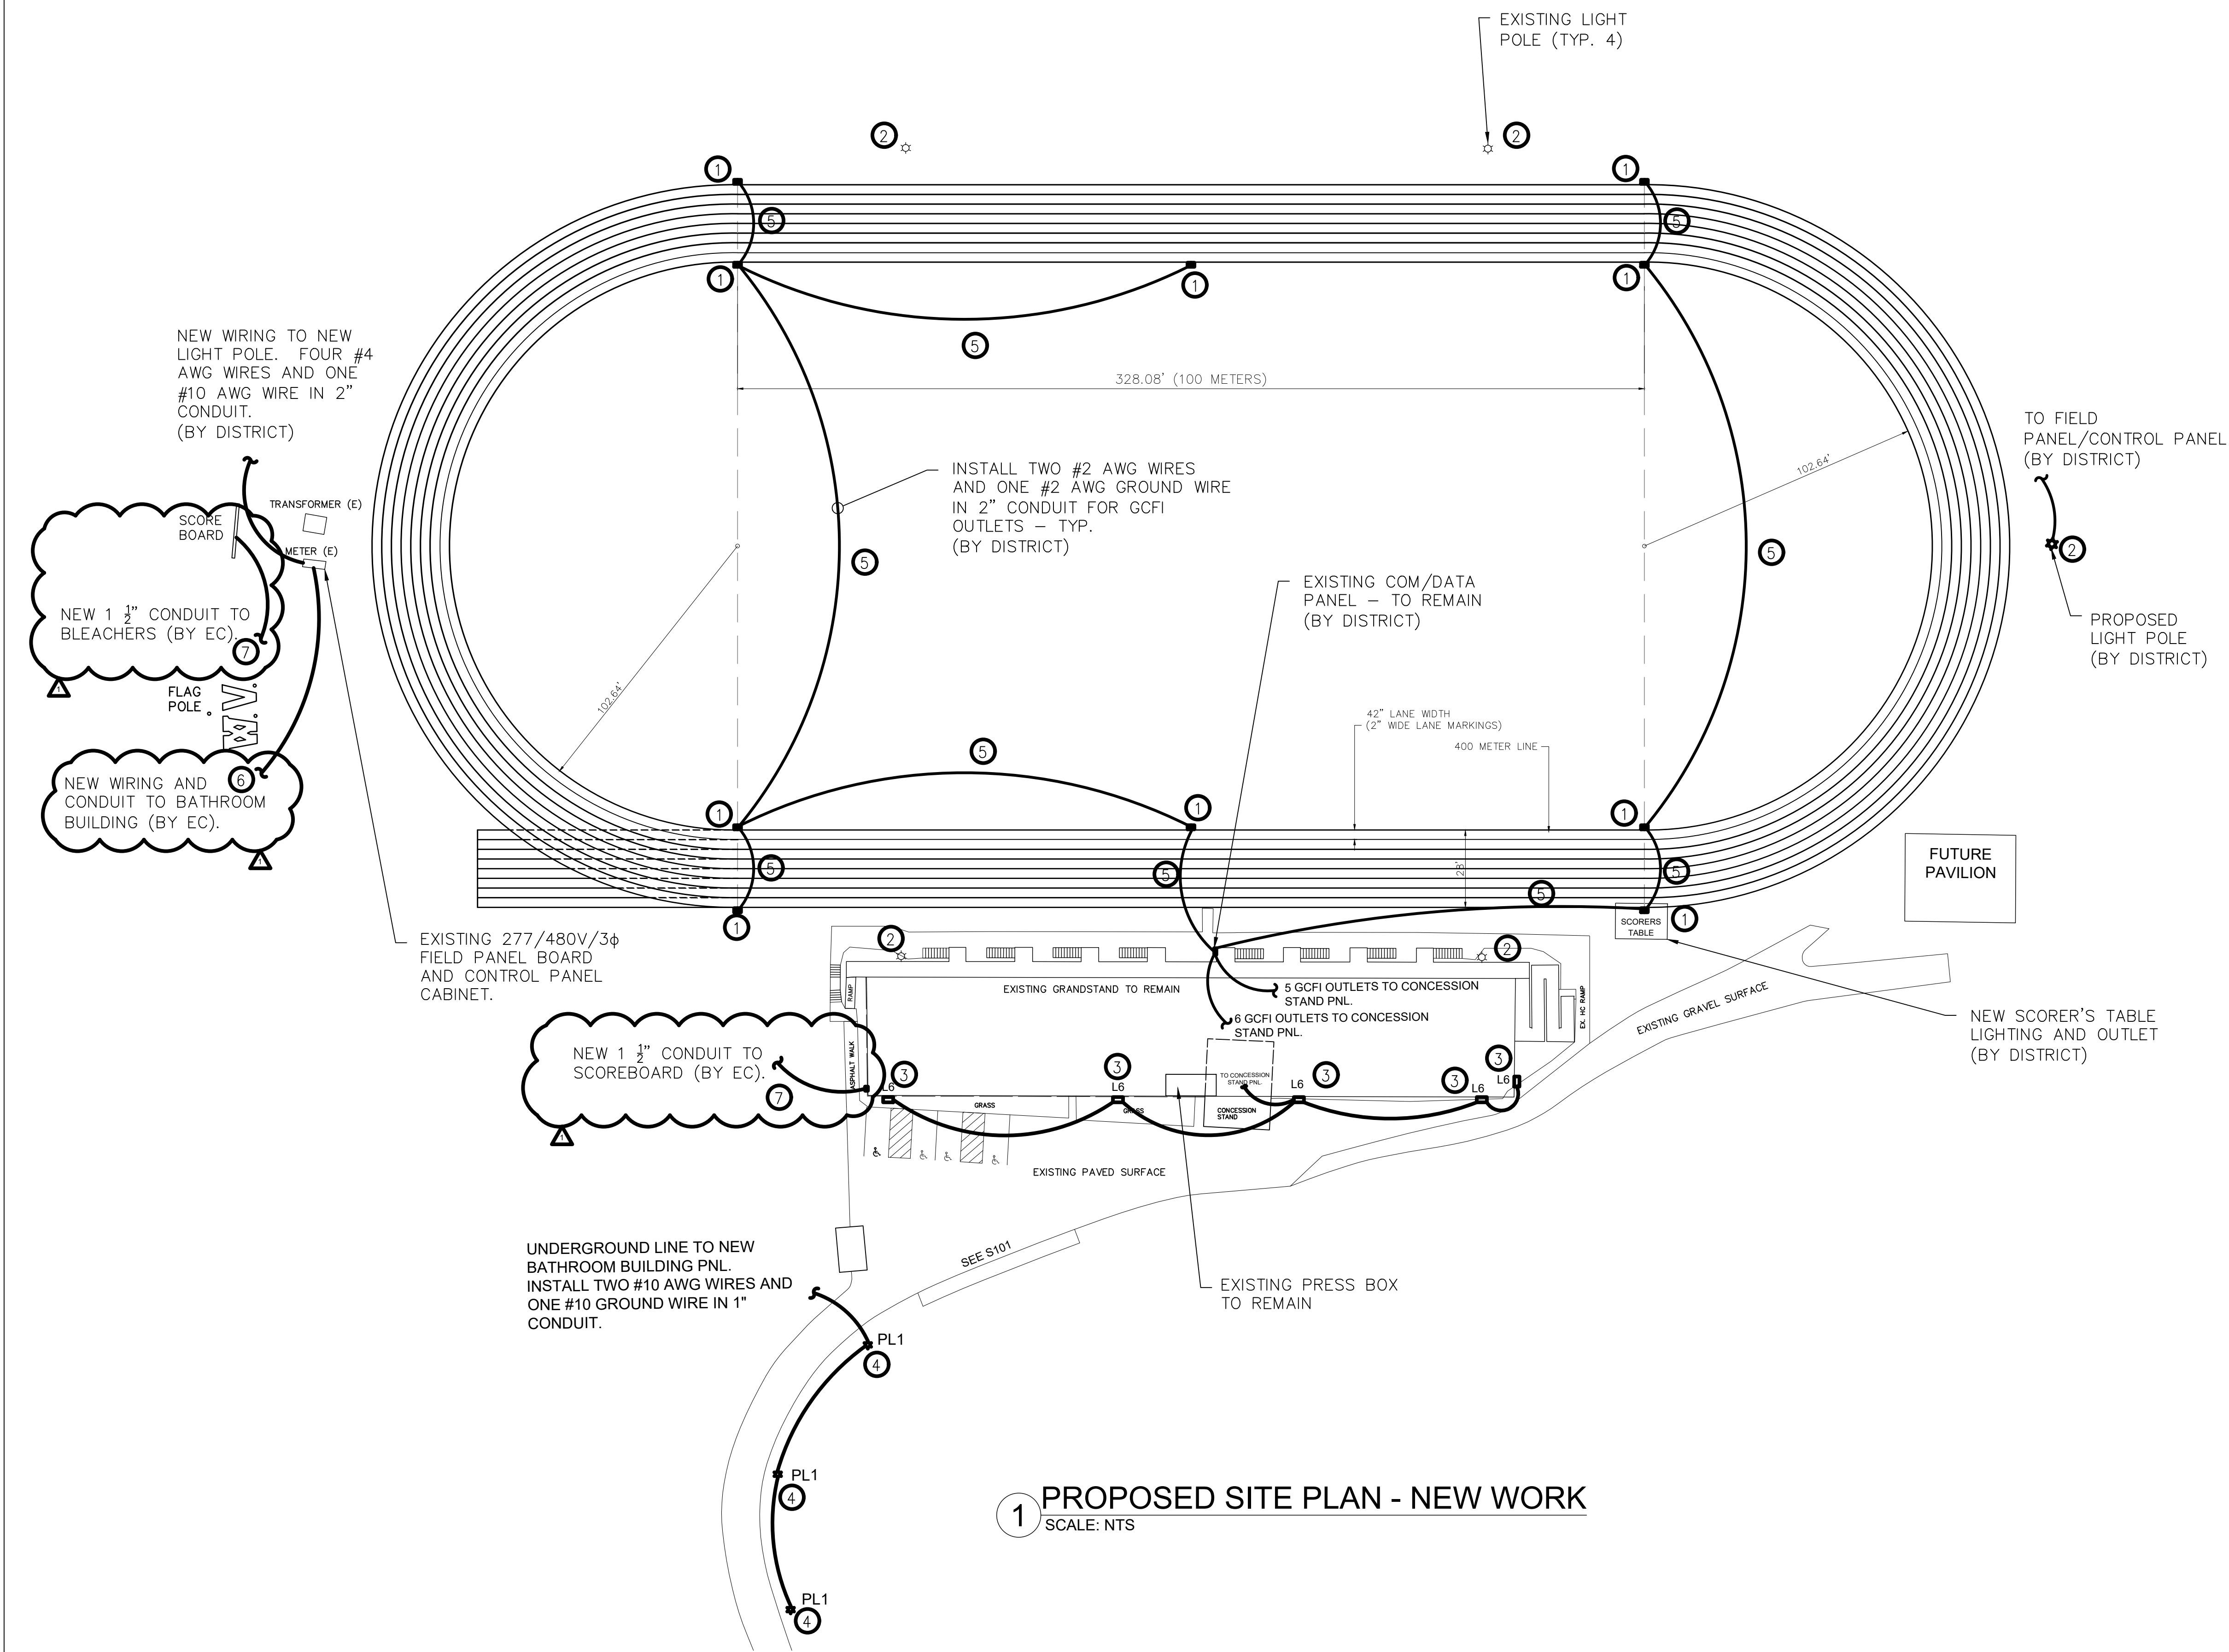 EXISTING LIGHT
POLE (TYP. 4)
2
2
1
1
5
5
1
1
1
5
328.08' (100 METERS)
NEW WIRING TO NEW
LIGHT POLE. FOUR #4
AWG WIRES AND ONE
#10 AWG WIRE IN 2"
CONDUIT.
(BY DISTRICT)
TO FIELD
PANEL/CONTROL PANEL
(BY DISTRICT)
102.64'
INSTALL TWO #2 AWG WIRES
AND ONE #2 AWG GROUND WIRE
IN 2" CONDUIT FOR GCFI
OUTLETS – TYP.
(BY DISTRICT)
TRANSFORMER (E)
SCORE
BOARD
METER (E)
5
5
2
EXISTING COM/DATA
PANEL – TO REMAIN
(BY DISTRICT)
NEW 1 ½" CONDUIT TO
BLEACHERS (BY EC).
7
1
PROPOSED
LIGHT POLE
(BY DISTRICT)
FLAG
POLE
W.V.
102.64'
42" LANE WIDTH
(2" WIDE LANE MARKINGS)
400 METER LINE
5
6
NEW WIRING AND
CONDUIT TO BATHROOM
BUILDING (BY EC).
1
1
1
1
5
5
5
28'
5
FUTURE
PAVILION
1
SCORERS
TABLE
1
2
2
EXISTING 277/480V/3φ
FIELD PANEL BOARD
AND CONTROL PANEL
CABINET.
RAMP
EXISTING GRANDSTAND TO REMAIN
5 GCFI OUTLETS TO CONCESSION
STAND PNL.
6 GCFI OUTLETS TO CONCESSION
STAND PNL.
EX. HC RAMP
EXISTING GRAVEL SURFACE
NEW SCORER'S TABLE
LIGHTING AND OUTLET
(BY DISTRICT)
NEW 1 ½" CONDUIT TO
SCOREBOARD (BY EC).
7
1
ASPHALT WALK
L6
3
L6
3
TO CONCESSION
STAND PNL.
L6
3
L6
3
L6
3
GRASS
GRASS
CONCESSION
STAND
EXISTING PAVED SURFACE
UNDERGROUND LINE TO NEW
BATHROOM BUILDING PNL.
INSTALL TWO #10 AWG WIRES AND
ONE #10 GROUND WIRE IN 1"
CONDUIT.
SEE S101
EXISTING PRESS BOX
TO REMAIN
PL1
4
PL1
4
PL1
4
1 PROPOSED SITE PLAN - NEW WORK
SCALE: NTS